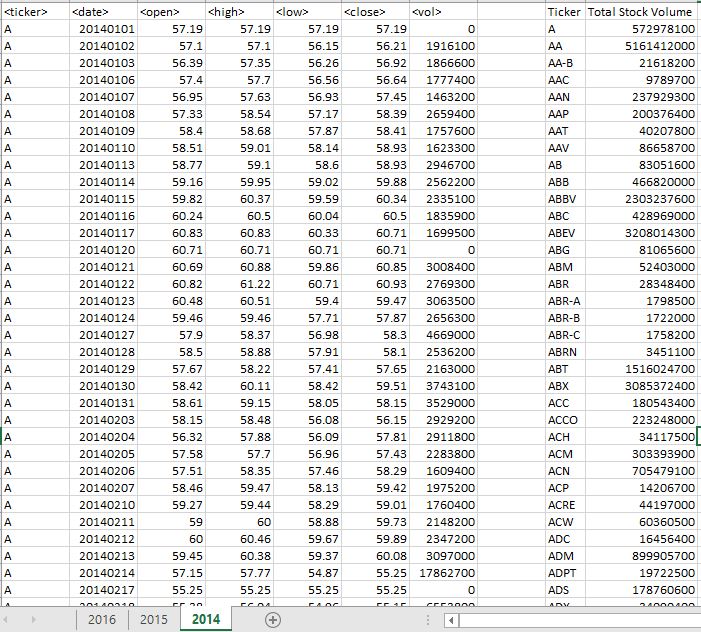 <ticker> <date> <open> <high> <low> <close> <vol> Ticker Total Stock Volume
A 20140101 57.19 57.19 57.19 57.19 0 A 572978100
A 20140102 57.1 57.1 56.15 56.21 1916100 AA 5161412000
A 20140103 56.39 57.35 56.26 56.92 1866600 AA-B 21618200
A 20140106 57.4 57.7 56.56 56.64 1777400 AAC 9789700
A 20140107 56.95 57.63 56.93 57.45 1463200 AAN 237929300
A 20140108 57.33 58.54 57.17 58.39 2659400 AAP 200376400
A 20140109 58.4 58.68 57.87 58.41 1757600 AAT 40207800
A 20140110 58.51 59.01 58.14 58.93 1623300 AAV 86658700
A 20140113 58.77 59.1 58.6 58.93 2946700 AB 83051600
A 20140114 59.16 59.95 59.02 59.88 2562200 ABB 466820000
A 20140115 59.82 60.37 59.59 60.34 2335100 ABBV 2303237600
A 20140116 60.24 60.5 60.04 60.5 1835900 ABC 428969000
A 20140117 60.83 60.83 60.33 60.71 1699500 ABEV 3208014300
A 20140120 60.71 60.71 60.71 60.71 0 ABG 81065600
A 20140121 60.69 60.88 59.86 60.85 3008400 ABM 52403000
A 20140122 60.82 61.22 60.71 60.93 2769300 ABR 28348400
A 20140123 60.48 60.51 59.4 59.47 3063500 ABR-A 1798500
A 20140124 59.46 59.46 57.71 57.87 2656300 ABR-B 1722000
A 20140127 57.9 58.37 56.98 58.3 4669000 ABR-C 1758200
A 20140128 58.5 58.88 57.91 58.1 2536200 ABRN 3451100
A 20140129 57.67 58.22 57.41 57.65 2163000 ABT 1516024700
A 20140130 58.42 60.11 58.42 59.51 3743100 ABX 3085372400
A 20140131 58.61 59.15 58.05 58.15 3529000 ACC 180543400
A 20140203 58.15 58.48 56.08 56.15 2929200 ACCO 223248000
A 20140204 56.32 57.88 56.09 57.81 2911800 ACH 34117500
A 20140205 57.58 57.7 56.96 57.43 2283800 ACM 303393900
A 20140206 57.51 58.35 57.46 58.29 1609400 ACN 705479100
A 20140207 58.46 59.47 58.13 59.42 1975200 ACP 14206700
A 20140210 59.27 59.44 58.29 59.01 1760400 ACRE 44197000
A 20140211 59 60 58.88 59.73 2148200 ACW 60360500
A 20140212 60 60.46 59.67 59.89 2347200 ADC 16456400
A 20140213 59.45 60.38 59.37 60.08 3097000 ADM 899905700
A 20140214 57.15 57.77 54.87 55.25 17862700 ADPT 19722500
A 20140217 55.25 55.25 55.25 55.25 0 ADS 178760600
2016 2015 2014